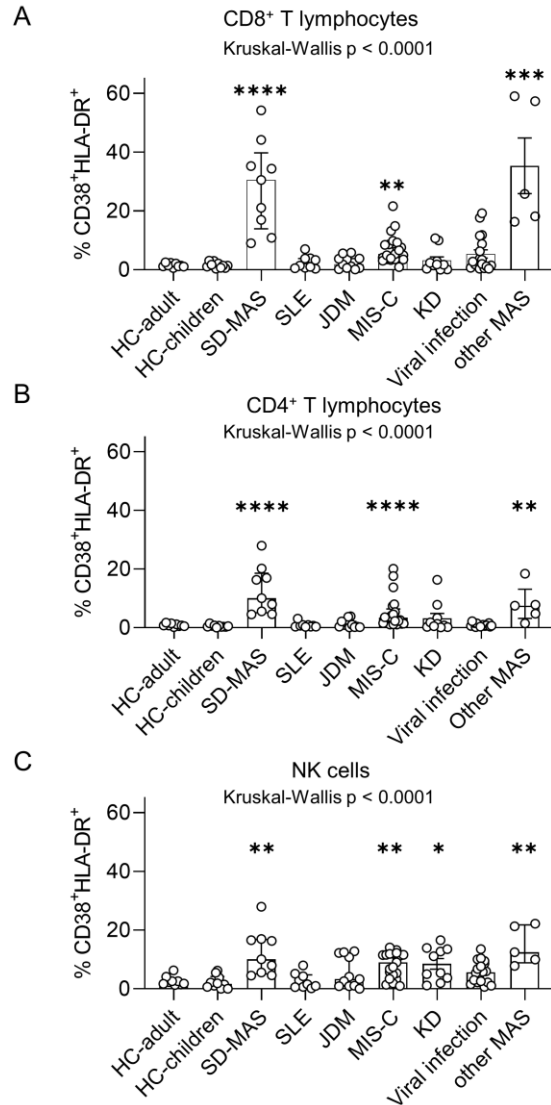 A
CD8⁺ T lymphocytes
Kruskal-Wallis p < 0.0001
% CD38⁺HLA-DR⁺
60
40
20
0
****
**
***
HC-adult
HC-children
SD-MAS
SLE
JDM
MIS-C
KD
Viral infection
other MAS
B
CD4⁺ T lymphocytes
Kruskal-Wallis p < 0.0001
% CD38⁺HLA-DR⁺
60
40
20
0
****
****
**
HC-adult
HC-children
SD-MAS
SLE
JDM
MIS-C
KD
Viral infection
Other MAS
C
NK cells
Kruskal-Wallis p < 0.0001
% CD38⁺HLA-DR⁺
60
40
20
0
**
**
*
**
HC-adult
HC-children
SD-MAS
SLE
JDM
MIS-C
KD
Viral infection
other MAS